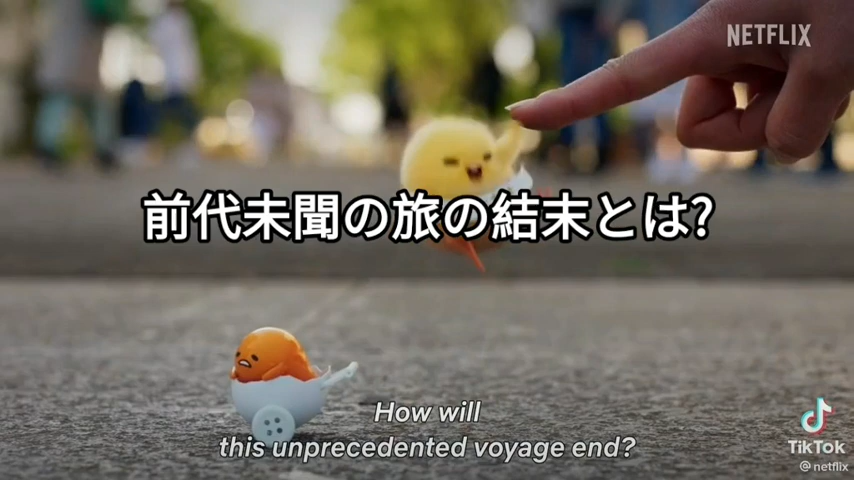 NETFLIX
前代未聞の旅の結末とは?
How will
this unprecedented voyage end?
TikTok
@netflix